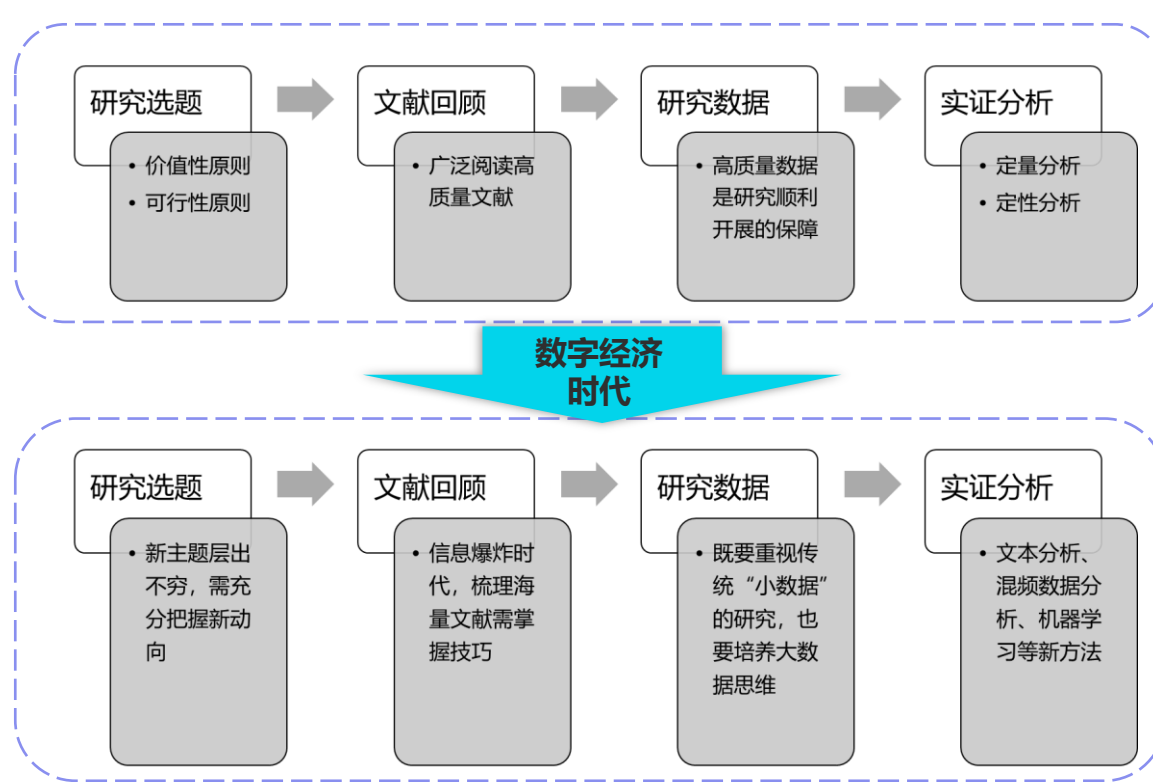 研究选题
• 价值性原则
• 可行性原则
文献回顾
• 广泛阅读高
质量文献
研究数据
• 高质量数据
是研究顺利
开展的保障
实证分析
• 定量分析
• 定性分析
数字经济
时代
研究选题
• 新主题层出
不穷，需充
分把握新动
向
文献回顾
• 信息爆炸时
代，梳理海
量文献需掌
握技巧
研究数据
• 既要重视传
统“小数据”
的研究，也
要培养大数
据思维
实证分析
• 文本分析、
混频数据分
析、机器学
习等新方法